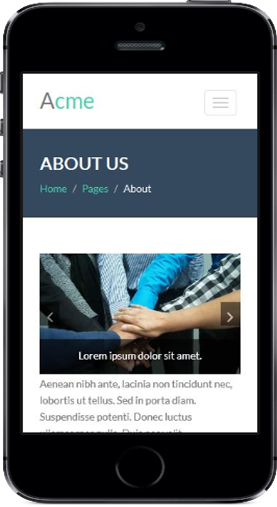 Acme
ABOUT US
Home / Pages / About
Lorem ipsum dolor sit amet.
Aenean nibh ante, lacinia non tincidunt nec,
lobortis ut tellus. Sed in porta diam.
Suspendisse potenti. Donec luctus